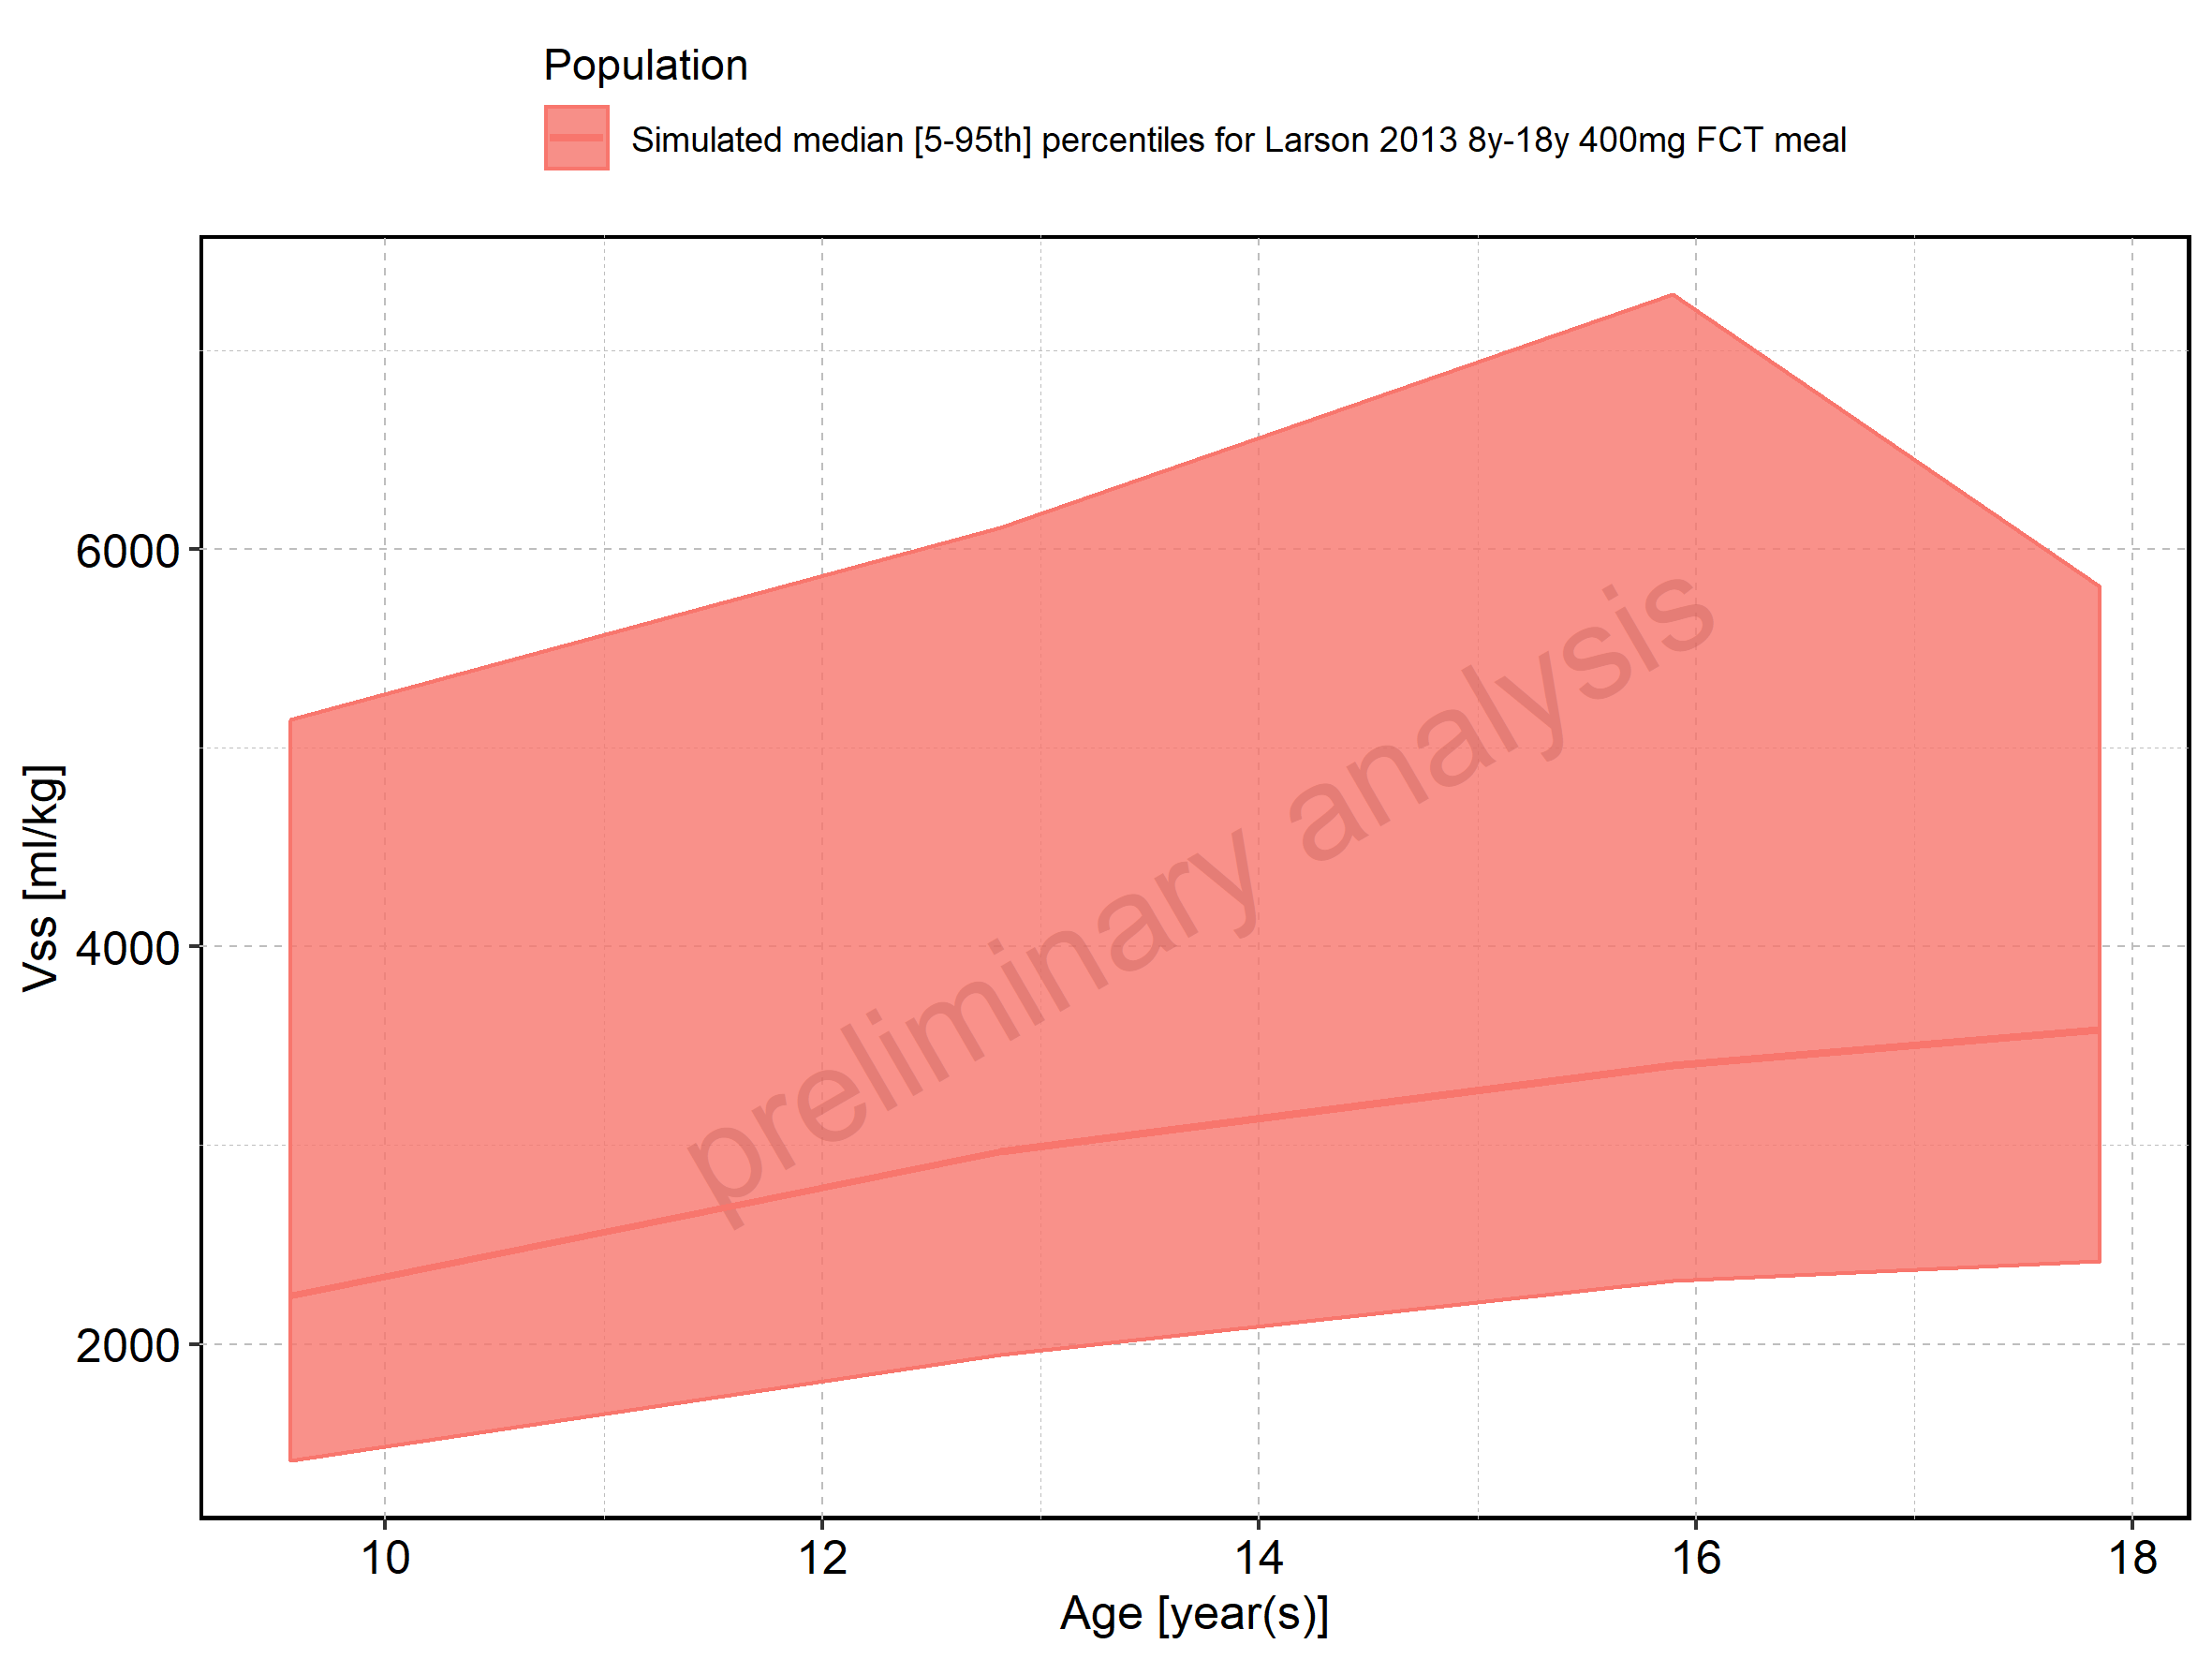 Population
Simulated median [5-95th] percentiles for Larson 2013 8y-18y 400mg FCT meal
6000
4000
2000
Vss [ml/kg]
preliminary analysis
10 12 14 16 18
Age [year(s)]